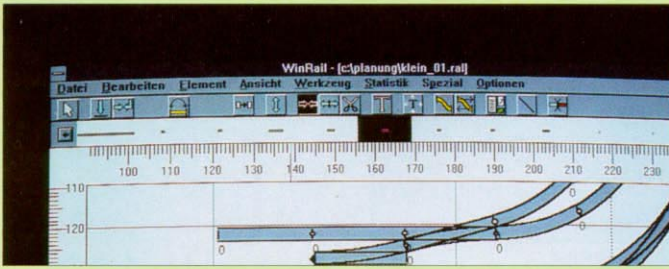 WinRail - [c:\planung\klein_01.ral]
Datei Bearbeiten Element Ansicht Werkzeug Statistik Spezial Optionen
T T
100 110 120 130 140 150 160 170 180 190 200 210 220 230
110
0
120
0 0 0 0 0